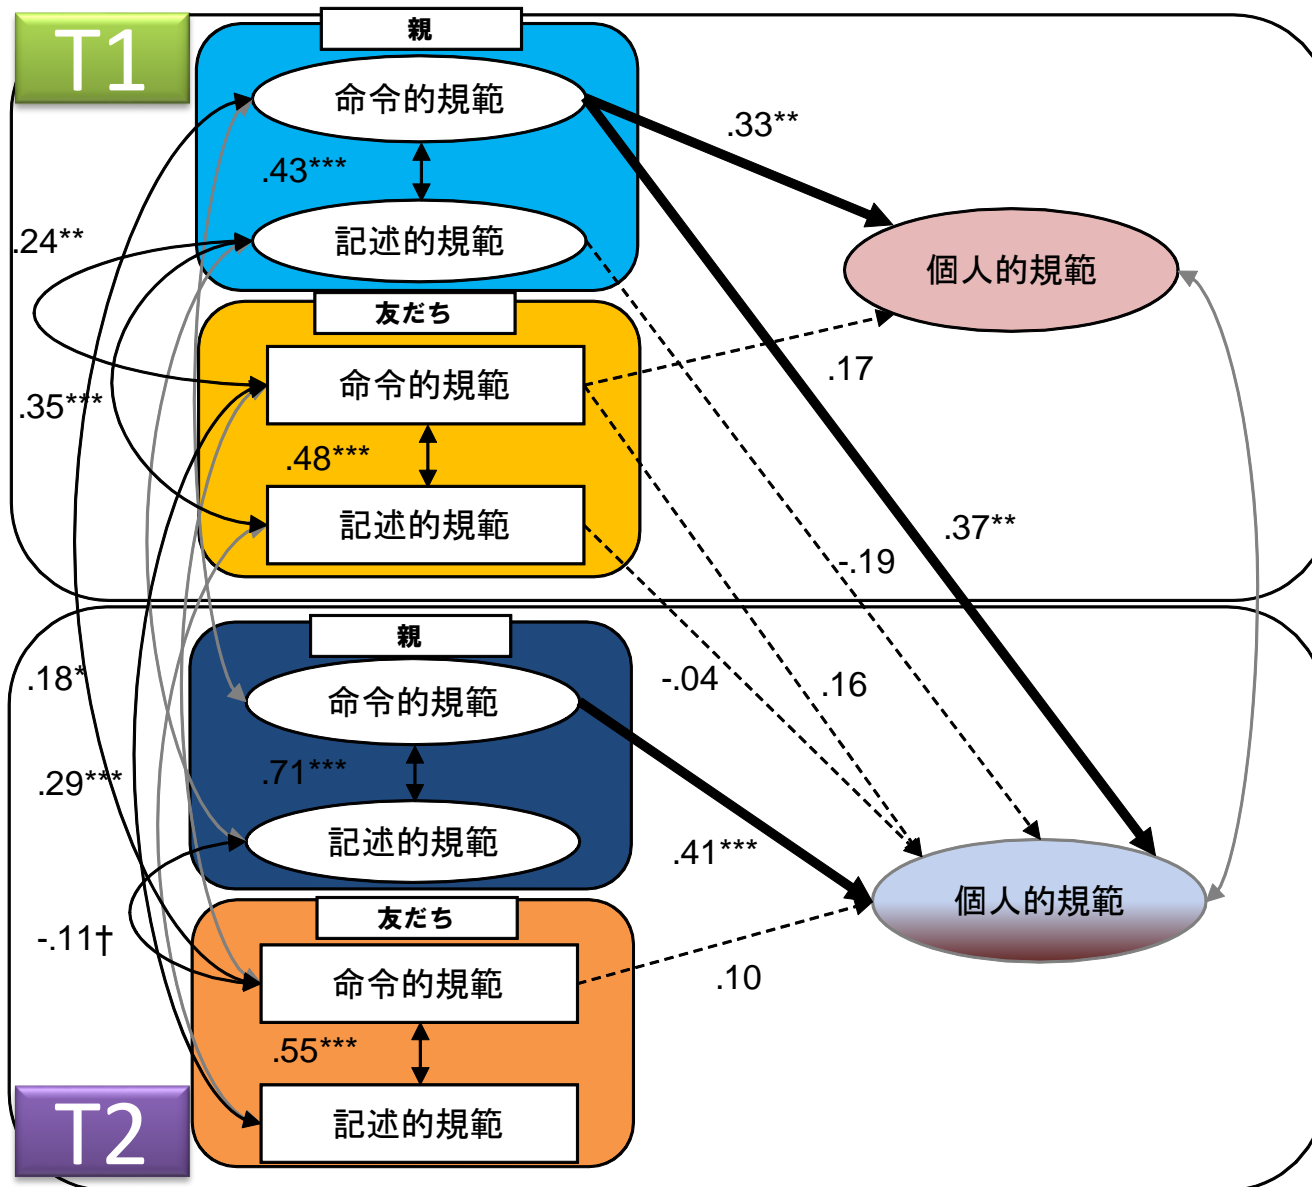 T1
親
命令的規範
.43***
記述的規範
.33**
個人的規範
.24**
友だち
命令的規範
.17
.35***
.48***
記述的規範
.37**
-.19
親
命令的規範
.18*
-.04
.16
.71***
.29***
記述的規範
.41***
個人的規範
友だち
-.11†
命令的規範
.10
.55***
記述的規範
T2